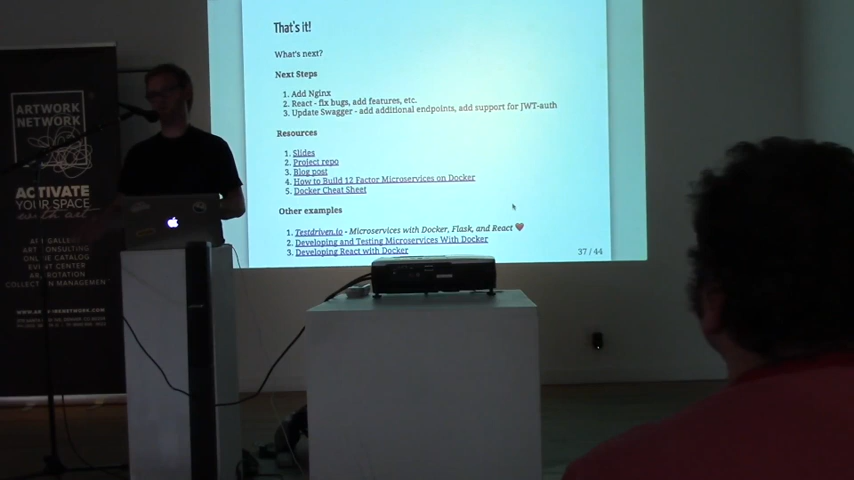 That's it!
What's next?
Next Steps
1. Add Nginx
2. React - fix bugs, add features, etc.
3. Update Swagger - add additional endpoints, add support for JWT-auth
Resources
1. Slides
2. Project repo
3. Blog post
4. How to Build 12 Factor Microservices on Docker
5. Docker Cheat Sheet
Other examples
1. Testdriven.io - Microservices with Docker, Flask, and React ❤
2. Developing and Testing Microservices With Docker
3. Developing React with Docker
37 / 44
ARTWORK
NETWORK
ACTIVATE
YOUR SPACE
with art
ONLINE CATALOG